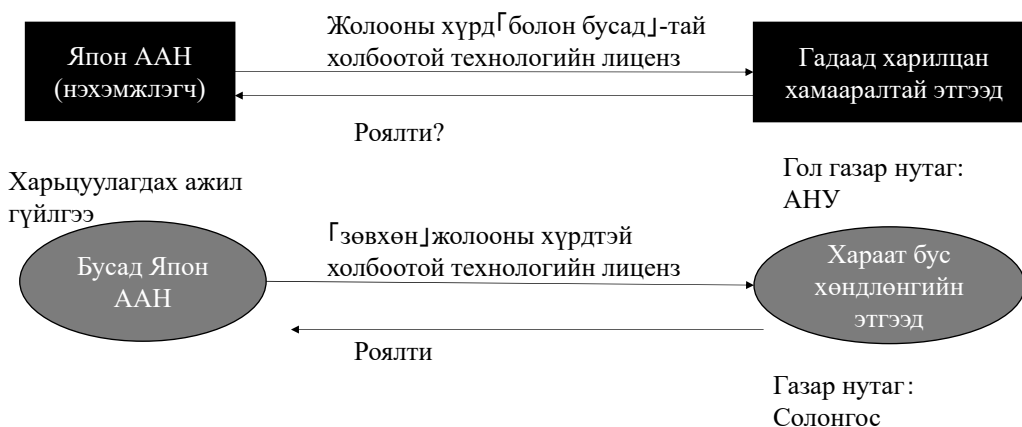 Япон ААН
(нэхэмжлэгч)
Жолооны хүрд｢болон бусад｣-тай
холбоотой технологийн лиценз
Гадаад харилцан
хамааралтай этгээд
Роялти?
Гол газар нутаг:
АНУ
Харьцуулагдах ажил
гүйлгээ
Бусад Япон
ААН
｢зөвхөн｣жолооны хүрдтэй
холбоотой технологийн лиценз
Хараат бус
хөндлөнгийн
этгээд
Роялти
Газар нутаг：
Солонгос